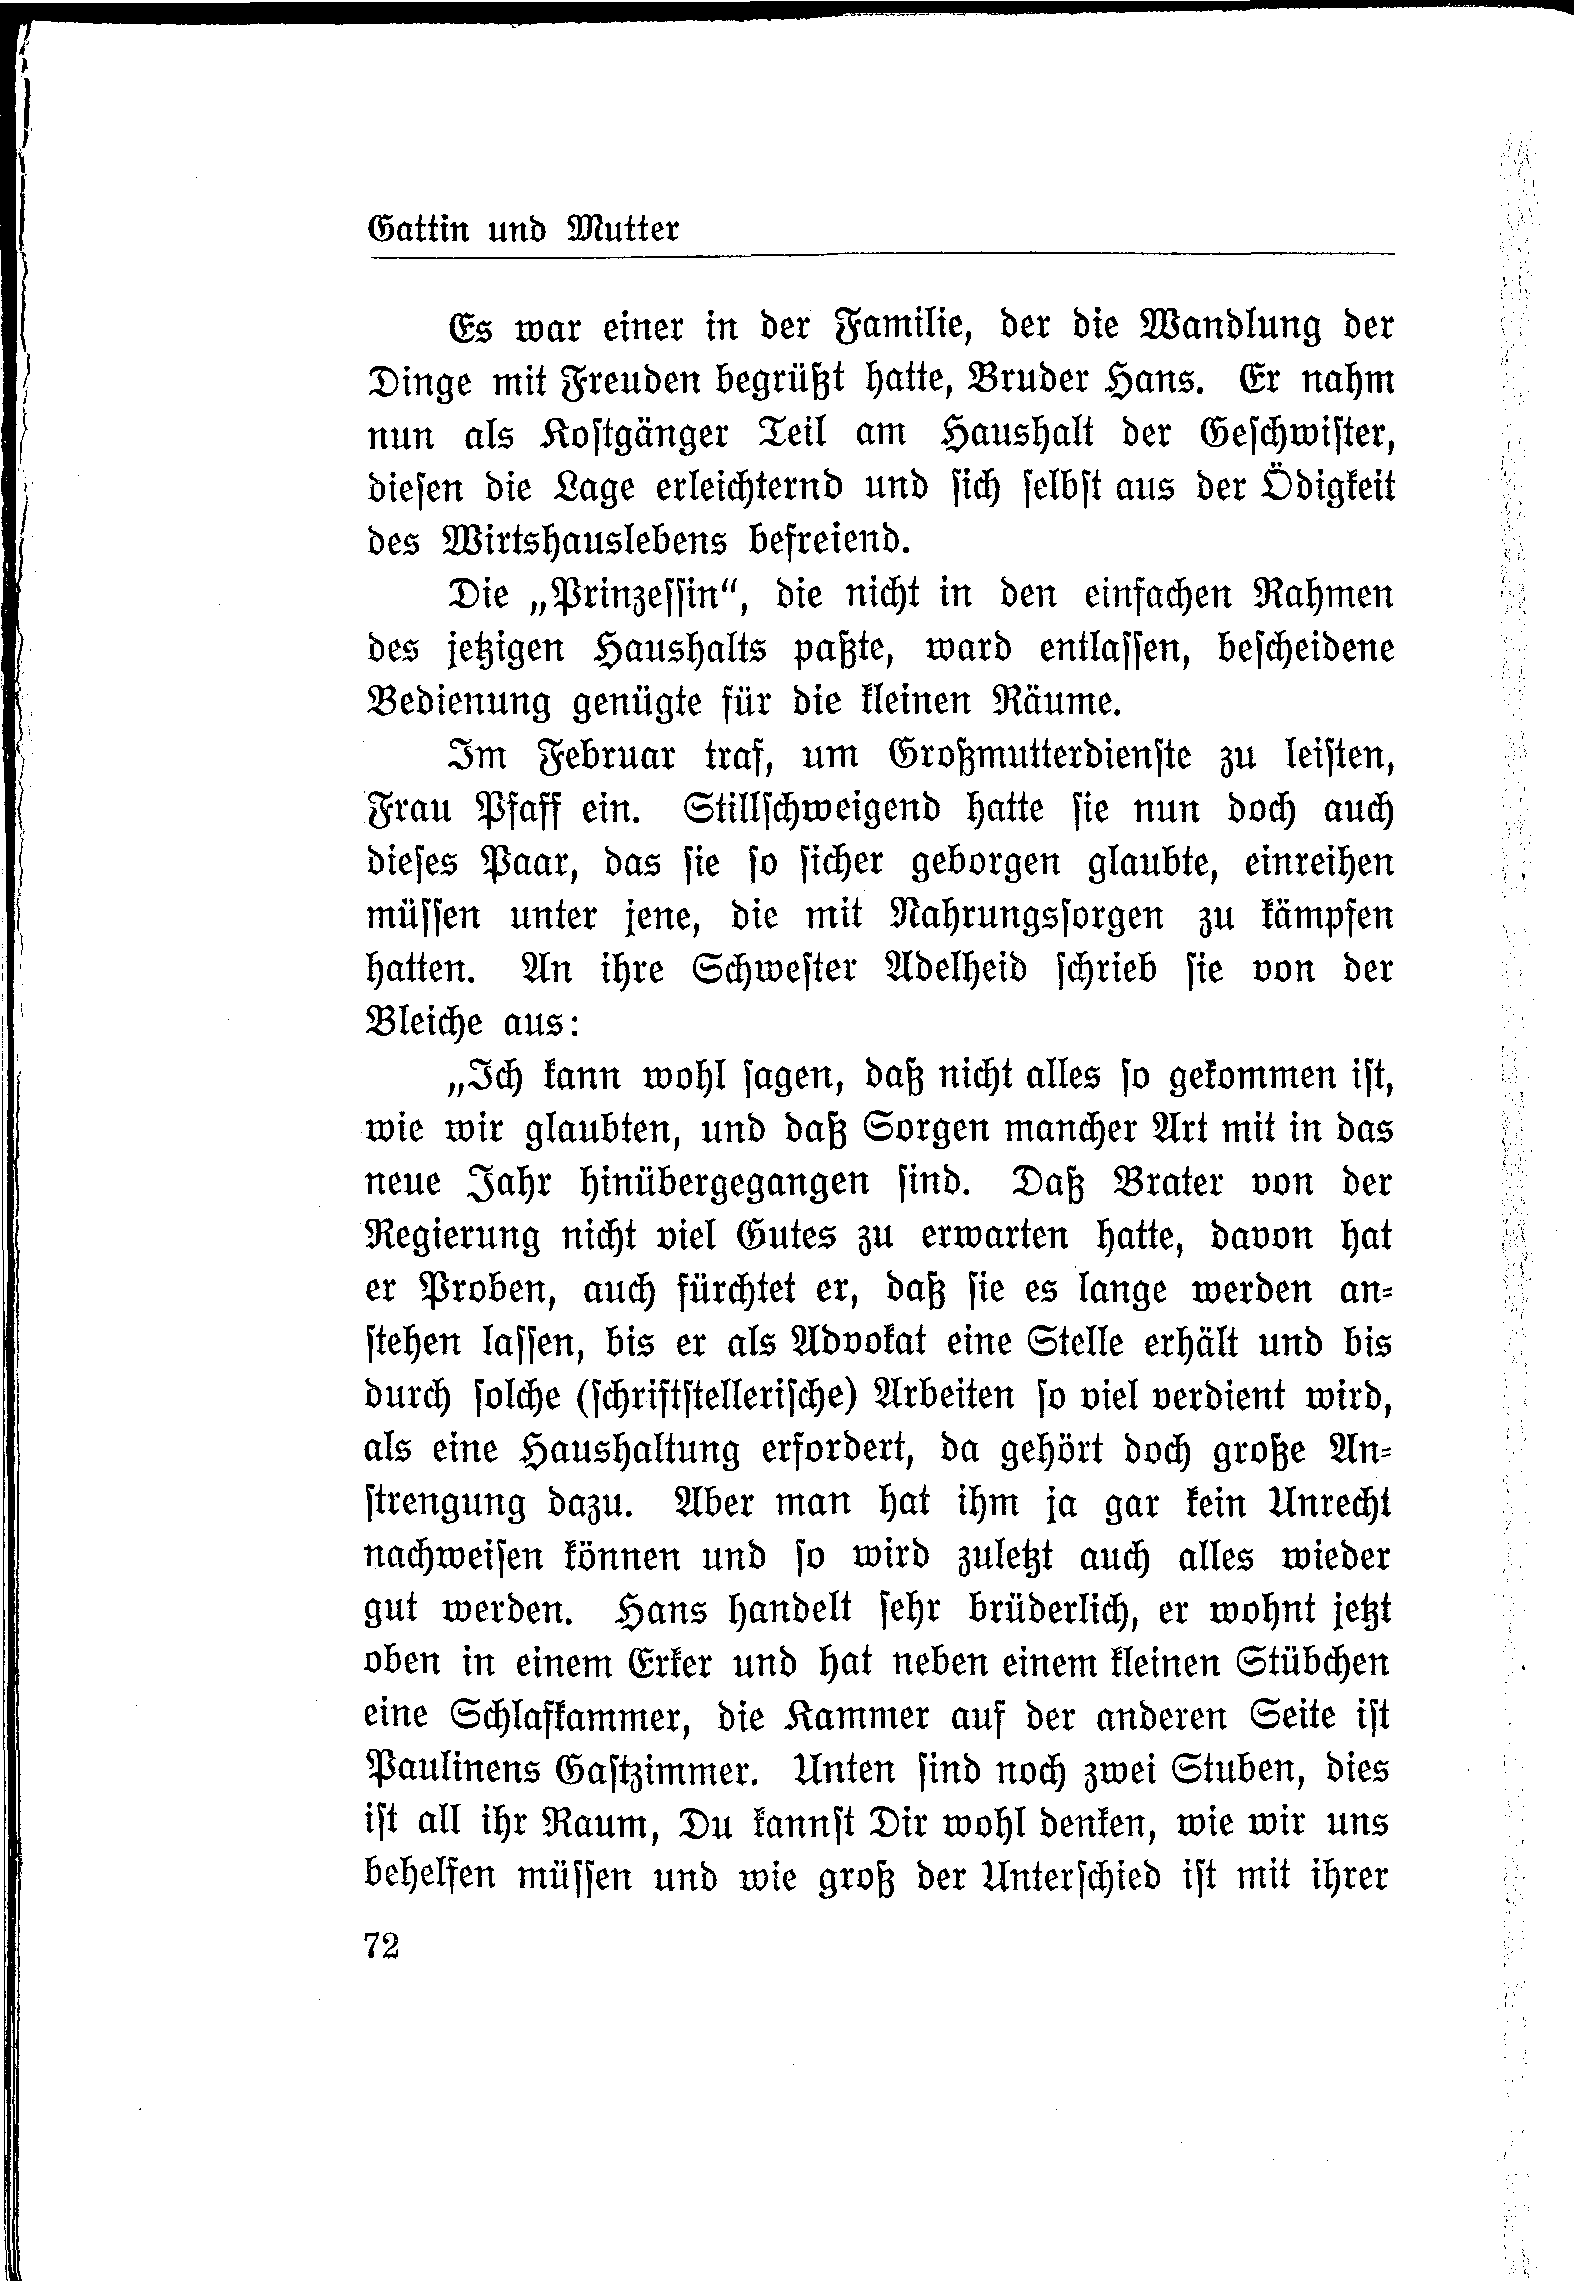 Gattin und Mutter
Es war einer in der Familie, der die Wandlung der
Dinge mit Freuden begrüßt hatte, Bruder Hans. Er nahm
nun als Kostgänger Teil am Haushalt der Geschwister,
diesen die Lage erleichternd und sich selbst aus der Ödigkeit
des Wirtshauslebens befreiend.
Die „Prinzessin“, die nicht in den einfachen Rahmen
des jetzigen Haushalts paßte, ward entlassen, bescheidene
Bedienung genügte für die kleinen Räume.
Im Februar traf, um Großmutterdienste zu leisten,
Frau Pfaff ein. Stillschweigend hatte sie nun doch auch
dieses Paar, das sie so sicher geborgen glaubte, einreihen
müssen unter jene, die mit Nahrungssorgen zu kämpfen
hatten. An ihre Schwester Adelheid schrieb sie von der
Bleiche aus:
„Ich kann wohl sagen, daß nicht alles so gekommen ist,
wie wir glaubten, und daß Sorgen mancher Art mit in das
neue Jahr hinübergegangen sind. Daß Brater von der
Regierung nicht viel Gutes zu erwarten hatte, davon hat
er Proben, auch fürchtet er, daß sie es lange werden an-
stehen lassen, bis er als Advokat eine Stelle erhält und bis
durch solche (schriftstellerische) Arbeiten so viel verdient wird,
als eine Haushaltung erfordert, da gehört doch große An-
strengung dazu. Aber man hat ihm ja gar kein Unrecht
nachweisen können und so wird zuletzt auch alles wieder
gut werden. Hans handelt sehr brüderlich, er wohnt jetzt
oben in einem Erker und hat neben einem kleinen Stübchen
eine Schlafkammer, die Kammer auf der anderen Seite ist
Paulinens Gastzimmer. Unten sind noch zwei Stuben, dies
ist all ihr Raum, Du kannst Dir wohl denken, wie wir uns
behelfen müssen und wie groß der Unterschied ist mit ihrer
72